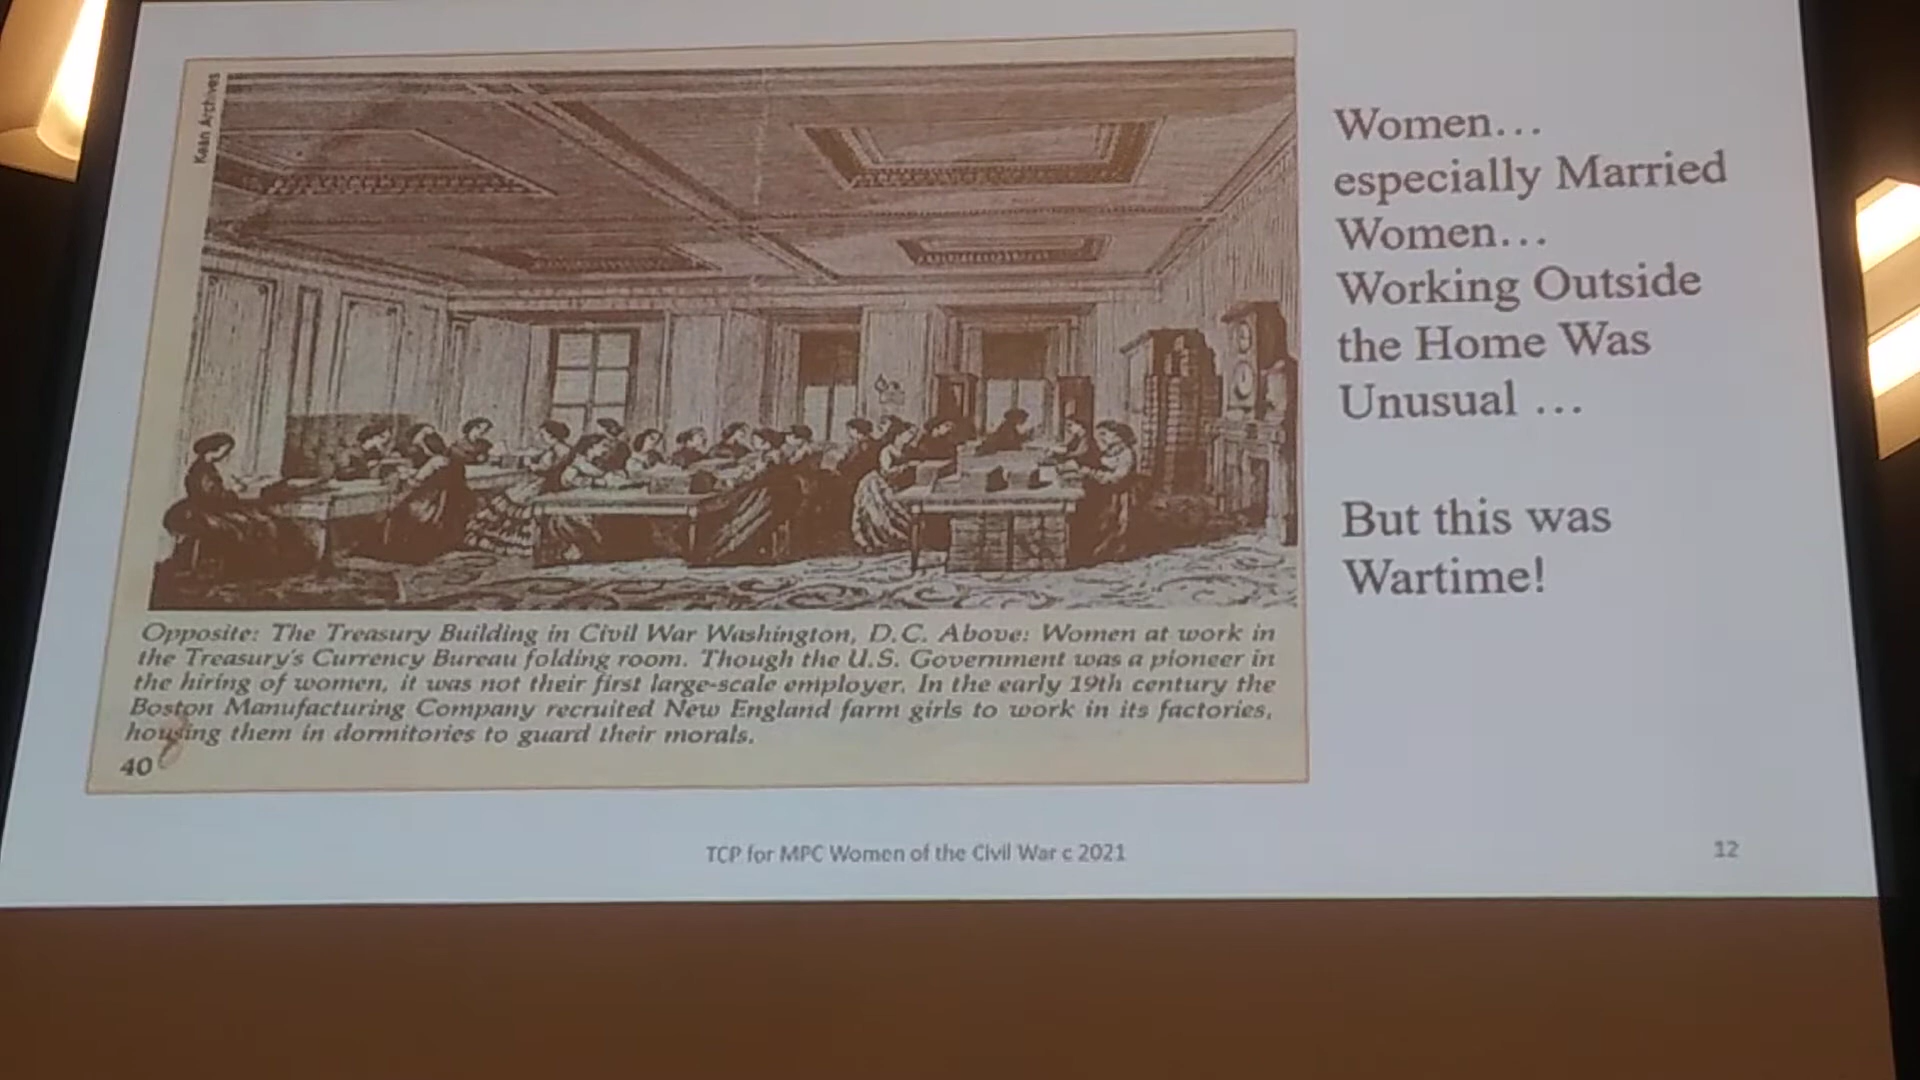 Kean Archives
Women...
especially Married
Women...
Working Outside
the Home Was
Unusual ...
But this was
Wartime!
Opposite: The Treasury Building in Civil War Washington, D.C. Above: Women at work in
the Treasury's Currency Bureau folding room. Though the U.S. Government was a pioneer in
the hiring of women, it was not their first large-scale employer. In the early 19th century the
Boston Manufacturing Company recruited New England farm girls to work in its factories,
housing them in dormitories to guard their morals.
40
TCP for MPC Women of the Civil War c 2021
12